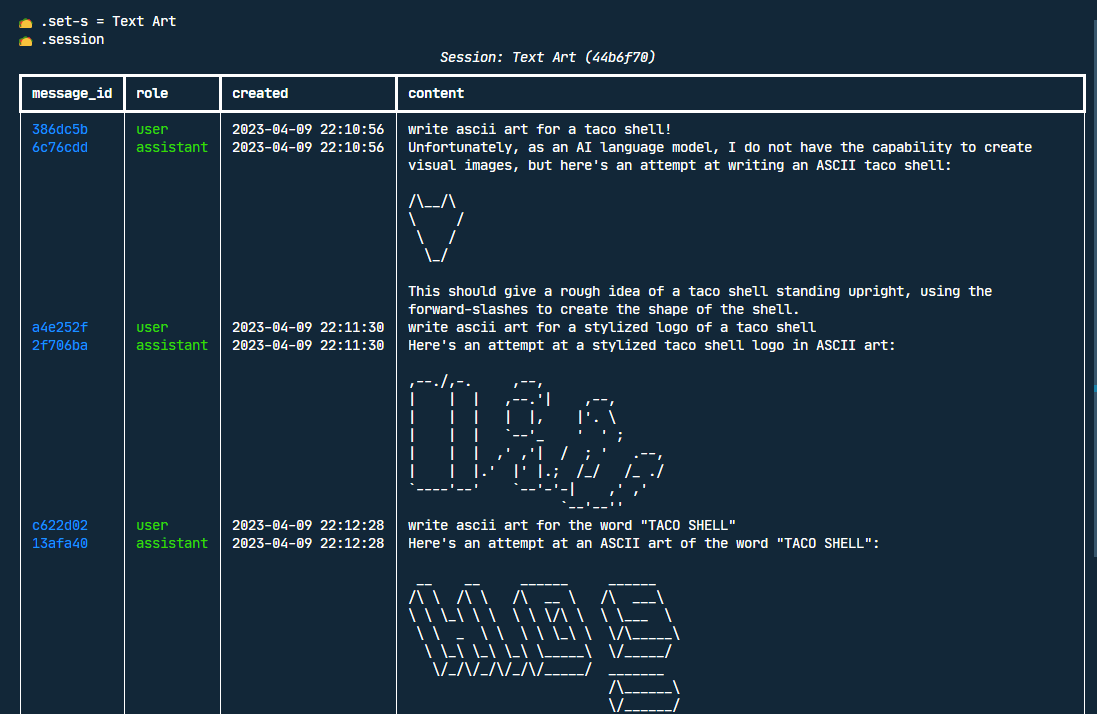 🌮 .set-s = Text Art
🌮 .session
Session: Text Art (44b6f70)
message_id role created content
386dc5b user 2023-04-09 22:10:56 write ascii art for a taco shell!
6c76cdd assistant 2023-04-09 22:10:56 Unfortunately, as an AI language model, I do not have the capability to create
visual images, but here's an attempt at writing an ASCII taco shell:
/\__/\
\     /
 \   /
  \_/
This should give a rough idea of a taco shell standing upright, using the
forward-slashes to create the shape of the shell.
a4e252f user 2023-04-09 22:11:30 write ascii art for a stylized logo of a taco shell
2f706ba assistant 2023-04-09 22:11:30 Here's an attempt at a stylized taco shell logo in ASCII art:
,--./,-.     ,--,
|    |  |   ,--.'|    ,--,
|    |  |   |  |,    |'. \
|    |  |   `--'_    '  ' ;
|    |  |  ,' ,'|  /  ; '   .--,
|    |  |.'  |' |.;  /_/   /_ ./
`----'--'    `--'-'-|    ,' ,'
                   `--'--''
c622d02 user 2023-04-09 22:12:28 write ascii art for the word "TACO SHELL"
13afa40 assistant 2023-04-09 22:12:28 Here's an attempt at an ASCII art of the word "TACO SHELL":
 __    __     ______     ______
/\ \  /\ \   /\  __ \   /\  ___\
\ \ \_\ \ \  \ \ \/\ \  \ \___  \
 \ \  _  \ \  \ \ \_\ \  \/\_____\
  \ \_\ \_\ \_\ \_____\  \/_____/
   \/_/\/_/\/_/\/_____/  _______
                         /\______\
                         \/______/